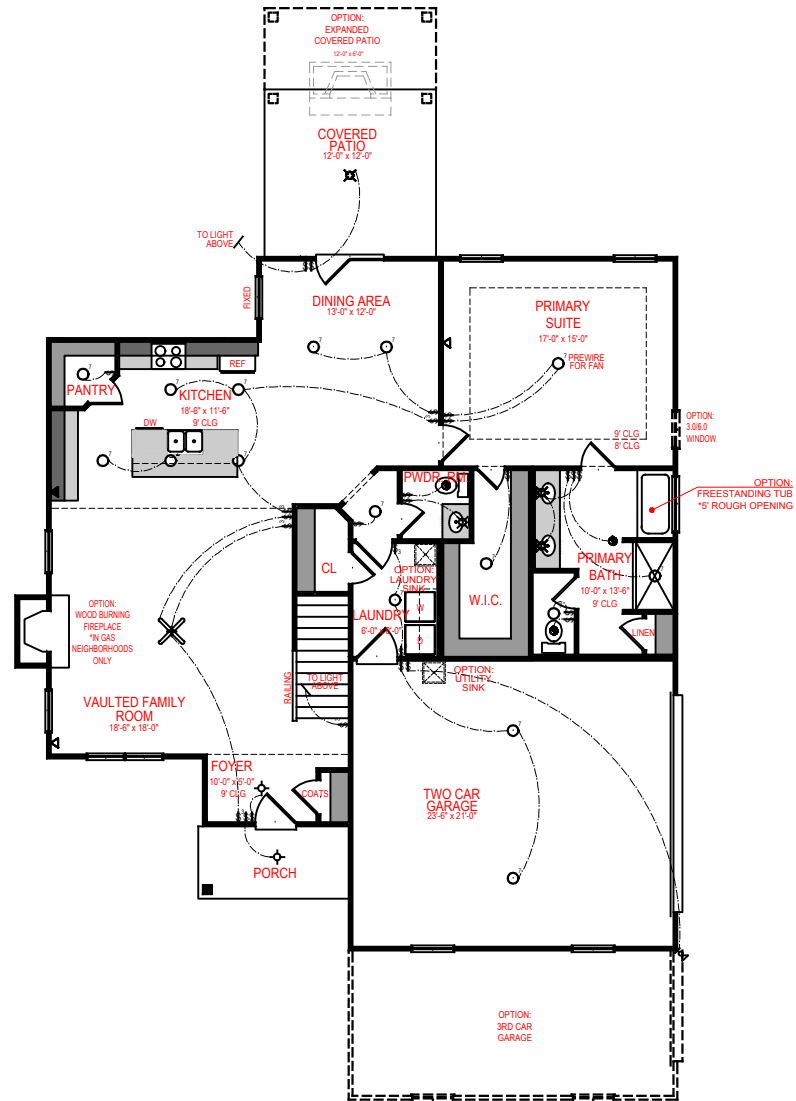 OPTION:
EXPANDED
COVERED PATIO
12'-0" x 6'-0"
COVERED
PATIO
12'-0" x 12'-0"
TO LIGHT
ABOVE
FIXED
DINING AREA
13'-0" x 12'-0"
PRIMARY
SUITE
17'-0" x 15'-0"
PREWIRE
FOR FAN
9' CLG
8' CLG
OPTION:
3.0/6.0
WINDOW
REF
PANTRY
KITCHEN
18'-6" x 11'-6"
9' CLG
DW
PWDR. RM
OPTION:
FREESTANDING TUB
*5' ROUGH OPENING
CL
OPTION:
LAUNDRY
SINK
W
D
LAUNDRY
W.I.C.
PRIMARY
BATH
10'-0" x 13'-6"
9' CLG
LINEN
OPTION:
WOOD BURNING
FIREPLACE
*IN GAS
NEIGHBORHOODS
ONLY
RAILING
TO LIGHT
ABOVE
OPTION:
UTILITY
SINK
VAULTED FAMILY
ROOM
18'-6" x 18'-0"
FOYER
10'-0" x 5'-0"
9' CLG
COATS
TWO CAR
GARAGE
23'-6" x 21'-0"
PORCH
OPTION:
3RD CAR
GARAGE